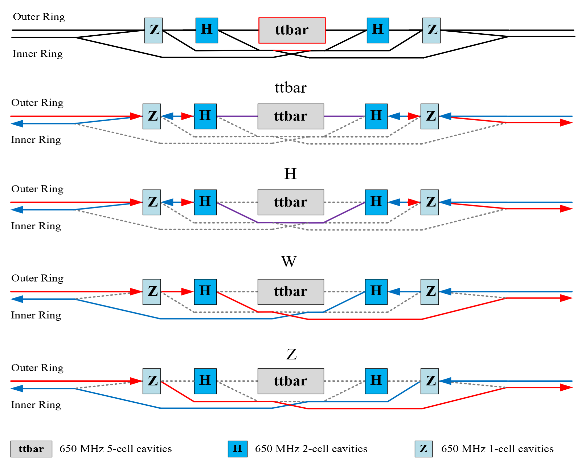 Outer Ring
Z H ttbar H Z
Inner Ring
ttbar
Outer Ring
Z H ttbar H Z
Inner Ring
H
Outer Ring
Z H ttbar H Z
Inner Ring
W
Outer Ring
Z H ttbar H Z
Inner Ring
Z
Outer Ring
Z H ttbar H Z
Inner Ring
ttbar 650 MHz 5-cell cavities H 650 MHz 2-cell cavities Z 650 MHz 1-cell cavities